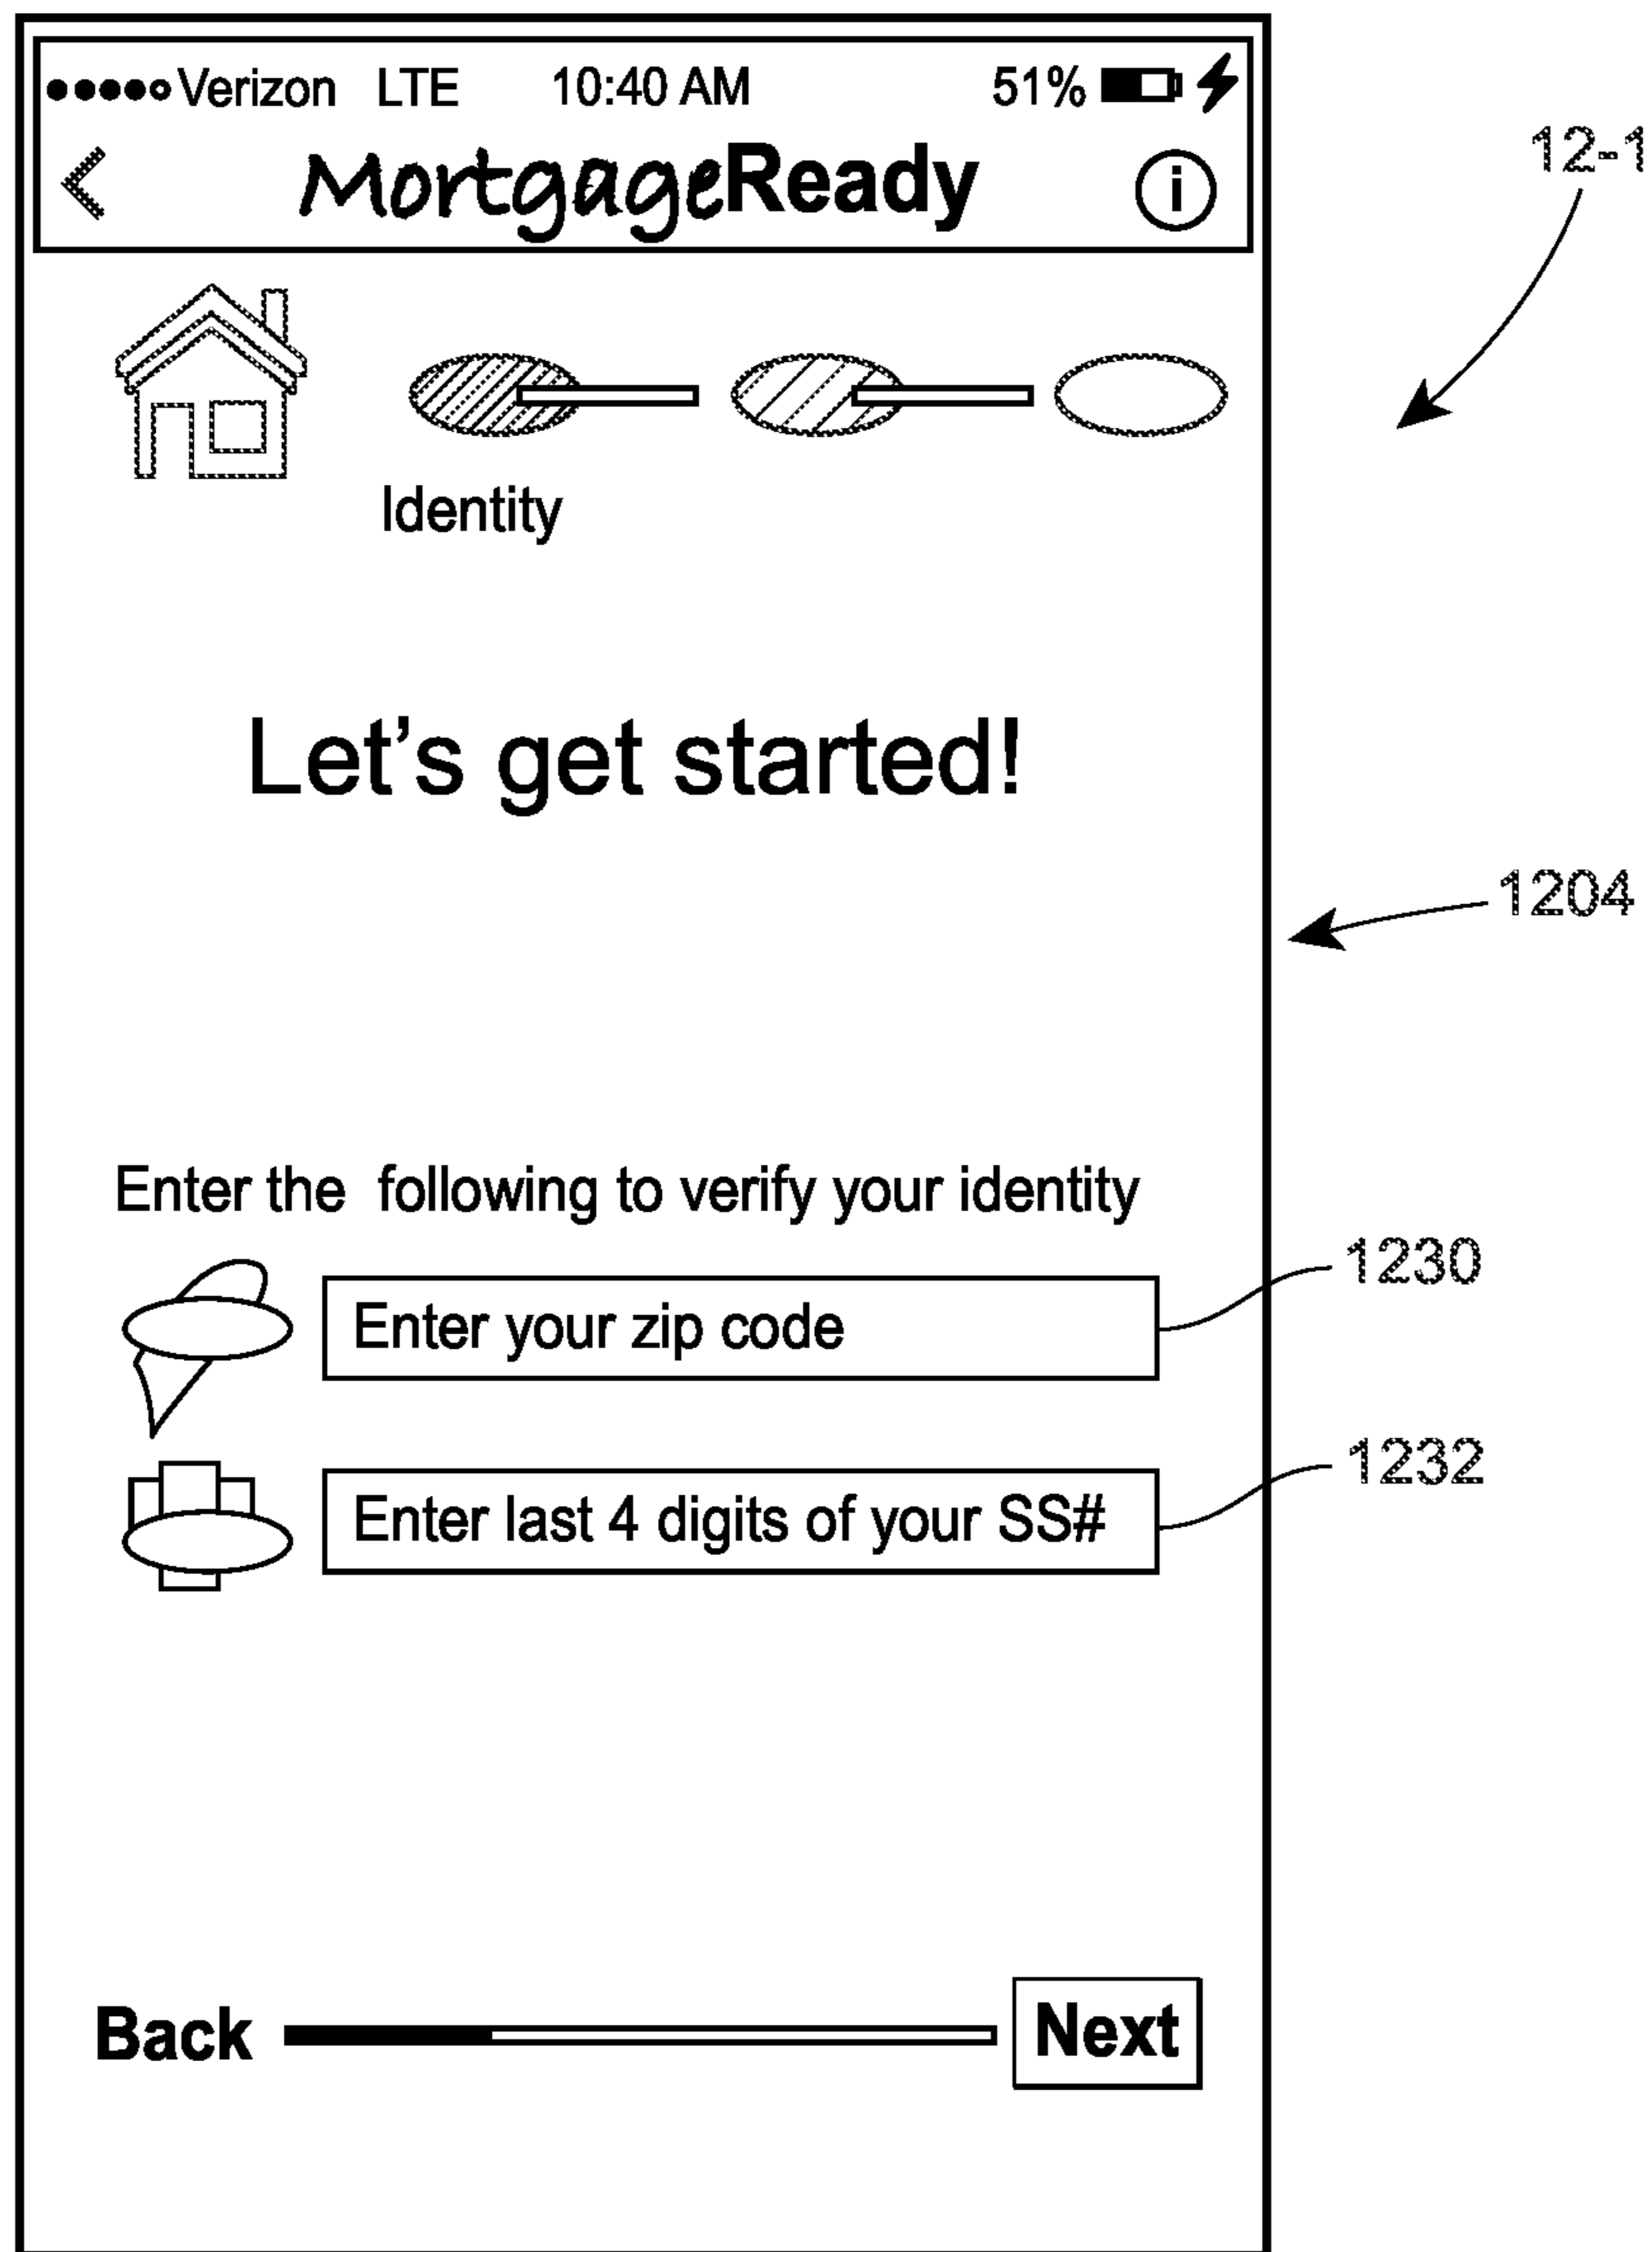 Verizon LTE 10:40 AM 51%
MortgageReady i
12-1
Identity
Let's get started!
1204
Enter the following to verify your identity
Enter your zip code
1230
Enter last 4 digits of your SS#
1232
Back Next